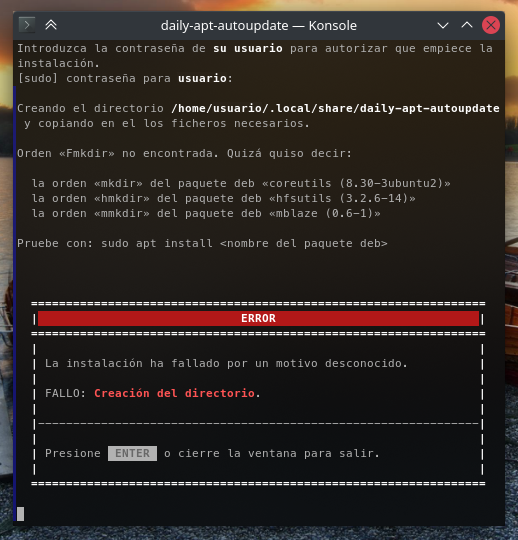 daily-apt-autoupdate — Konsole
Introduzca la contraseña de su usuario para autorizar que empiece la
instalación.
[sudo] contraseña para usuario:
Creando el directorio /home/usuario/.local/share/daily-apt-autoupdate
y copiando en el los ficheros necesarios.
Orden «Fmkdir» no encontrada. Quizá quiso decir:
la orden «mkdir» del paquete deb «coreutils (8.30-3ubuntu2)»
la orden «hmkdir» del paquete deb «hfsutils (3.2.6-14)»
la orden «mmkdir» del paquete deb «mblaze (0.6-1)»
Pruebe con: sudo apt install <nombre del paquete deb>
ERROR
La instalación ha fallado por un motivo desconocido.
FALLO: Creación del directorio.
Presione ENTER o cierre la ventana para salir.